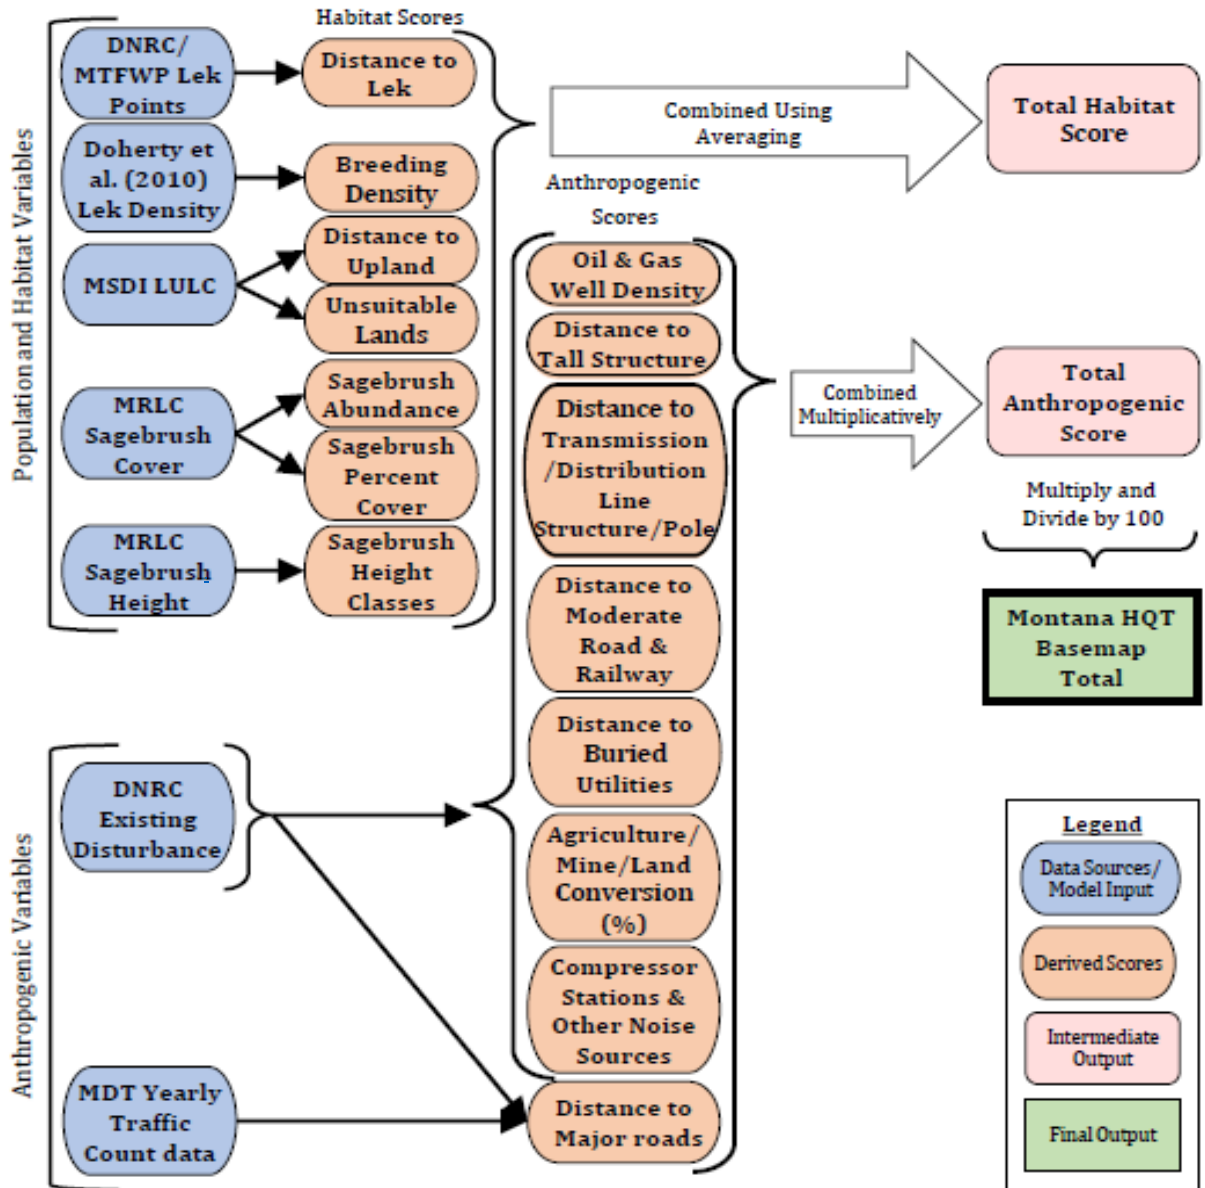 Population and Habitat Variables
DNRC/
MTFWP Lek
Points
Doherty et
al. (2010)
Lek Density
MSDI LULC
MRLC
Sagebrush
Cover
MRLC
Sagebrush
Height
Habitat Scores
Distance to
Lek
Breeding
Density
Distance to
Upland
Unsuitable
Lands
Sagebrush
Abundance
Sagebrush
Percent
Cover
Sagebrush
Height
Classes
Combined Using
Averaging
Total Habitat
Score
Anthropogenic
Scores
Oil & Gas
Well Density
Distance to
Tall Structure
Distance to
Transmission
/Distribution
Line
Structure/Pole
Distance to
Moderate
Road &
Railway
Distance to
Buried
Utilities
Agriculture/
Mine/Land
Conversion
(%)
Compressor
Stations &
Other Noise
Sources
Distance to
Major roads
Combined
Multiplicatively
Total
Anthropogenic
Score
Multiply and
Divide by 100
Montana HQT
Basemap
Total
Anthropogenic Variables
DNRC
Existing
Disturbance
MDT Yearly
Traffic
Count data
Legend
Data Sources/
Model Input
Derived Scores
Intermediate
Output
Final Output